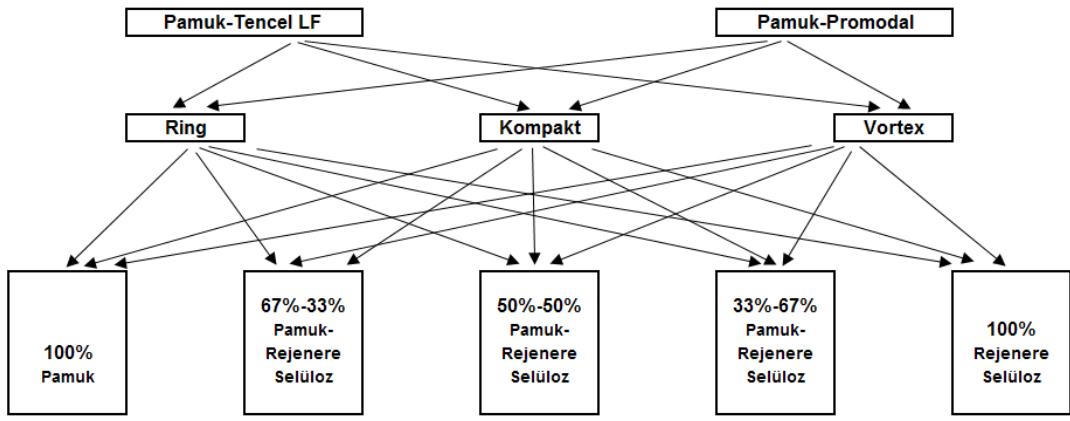 Pamuk-Tencel LF
Pamuk-Promodal
Ring
Kompakt
Vortex
100%
Pamuk
67%-33%
Pamuk-
Rejenere
Selüloz
50%-50%
Pamuk-
Rejenere
Selüloz
33%-67%
Pamuk-
Rejenere
Selüloz
100%
Rejenere
Selüloz